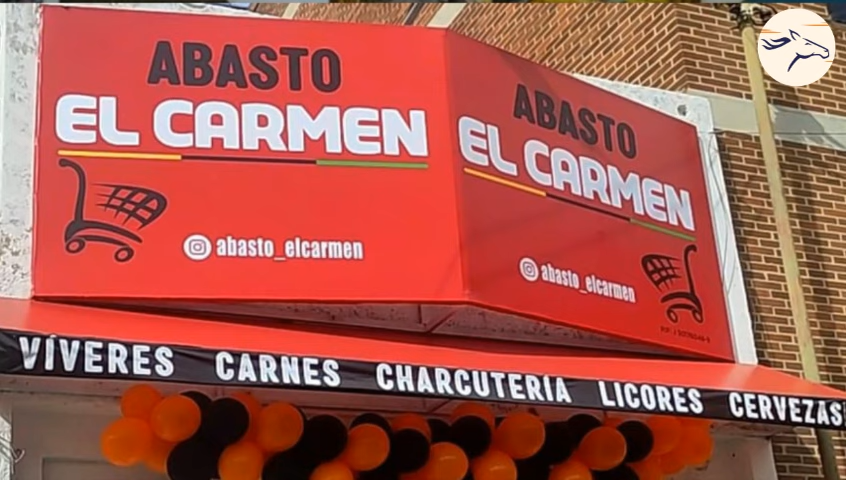 ABASTO
EL CARMEN
abasto_elcarmen
ABASTO
EL CARMEN
abasto_elcarmen
VÍVERES CARNES CHARCUTERIA LICORES CERVEZAS